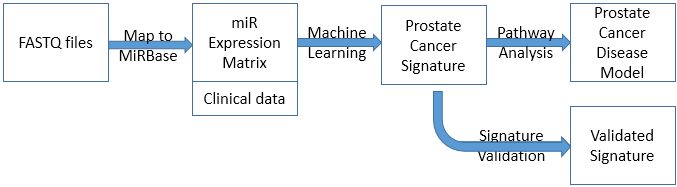 FASTQ files
Map to
MiRBase
miR
Expression
Matrix
Clinical data
Machine
Learning
Prostate
Cancer
Signature
Pathway
Analysis
Prostate
Cancer
Disease
Model
Signature
Validation
Validated
Signature